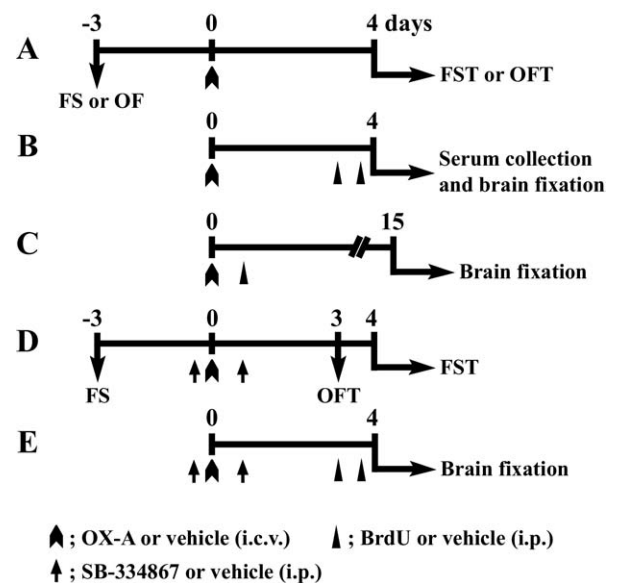 -3 0 4 days
A
FS or OF
FST or OFT
0 4
B
Serum collection
and brain fixation
0 15
C
Brain fixation
-3 0 3 4
D
FS
OFT
FST
0 4
E
Brain fixation
; OX-A or vehicle (i.c.v.) ; BrdU or vehicle (i.p.)
; SB-334867 or vehicle (i.p.)